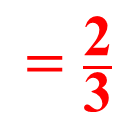 = 2/3